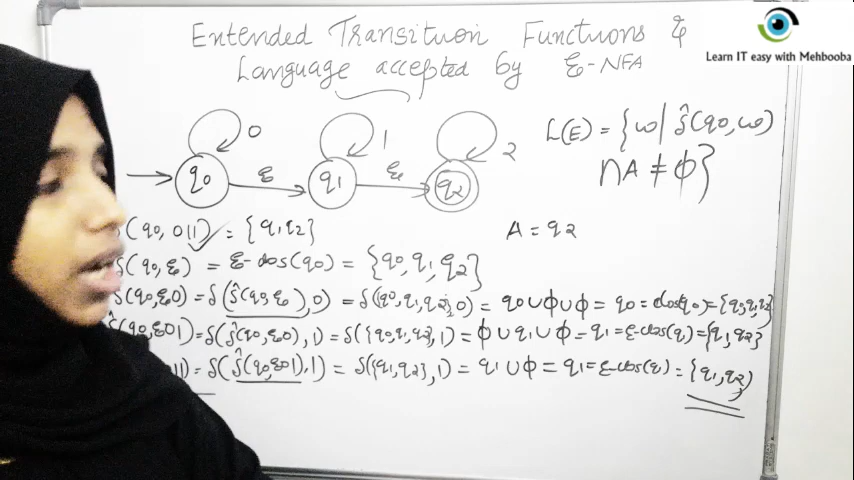 Extended Transituon Functuons &
Language accepted by ε-NFA
Learn IT easy with Mehbooba
0
1
2
q0
ε
q1
ε
q2
L(E) = {w | δ̂(q0,w)
∩A ≠ ϕ}
A = q2
δ(q0, 011) = {q1,q2}
δ(q0,ε) = ε-clos(q0) = {q0,q1,q2}
δ̂(q0,ε0) = δ(δ̂(q0,ε),0) = δ(q0,q1,q2},0) = q0∪ϕ∪ϕ = q0 = clos(q0) = {q0,q1,q2}
δ̂(q0,ε01) = δ(δ̂(q0,ε0),1) = δ({q0,q1,q2},1) = ϕ∪q1∪ϕ = q1 = ε-clos(q1) = {q1,q2}
11) = δ(δ̂(q0,ε01),1) = δ({q1,q2},1) = q1∪ϕ = q1 = ε-clos(q1) = {q1,q2}